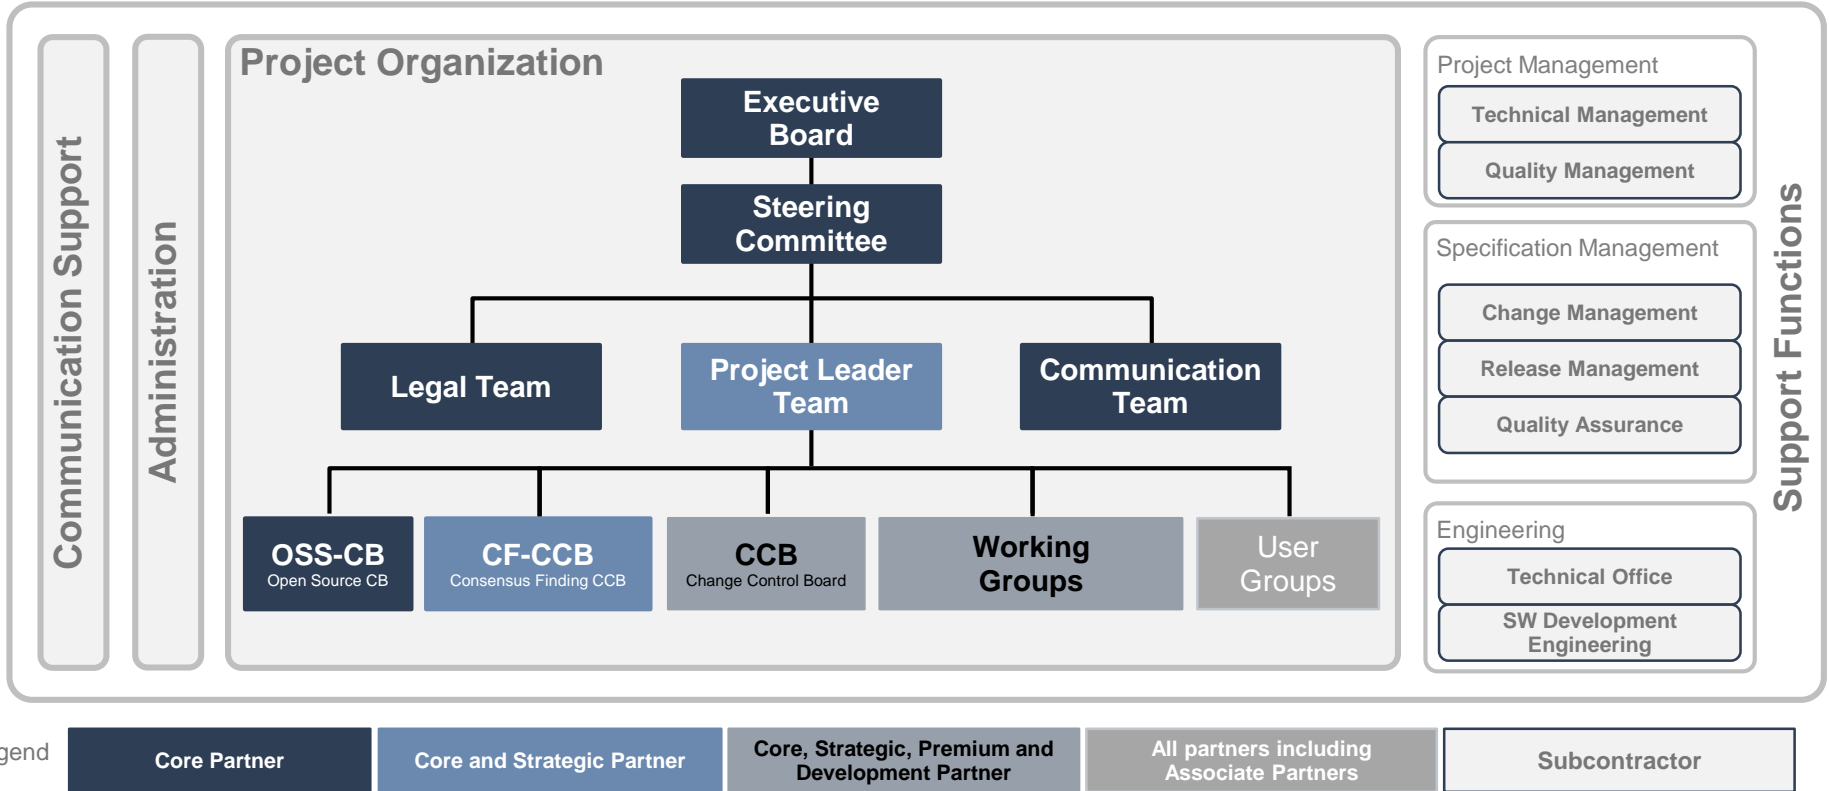 Communication Support
Administration
Project Organization
Executive
Board
Steering
Committee
Legal Team
Project Leader
Team
Communication
Team
OSS-CB
Open Source CB
CF-CCB
Consensus Finding CCB
CCB
Change Control Board
Working
Groups
User
Groups
Project Management
Technical Management
Quality Management
Specification Management
Change Management
Release Management
Quality Assurance
Engineering
Technical Office
SW Development
Engineering
Support Functions
gend
Core Partner
Core and Strategic Partner
Core, Strategic, Premium and
Development Partner
All partners including
Associate Partners
Subcontractor